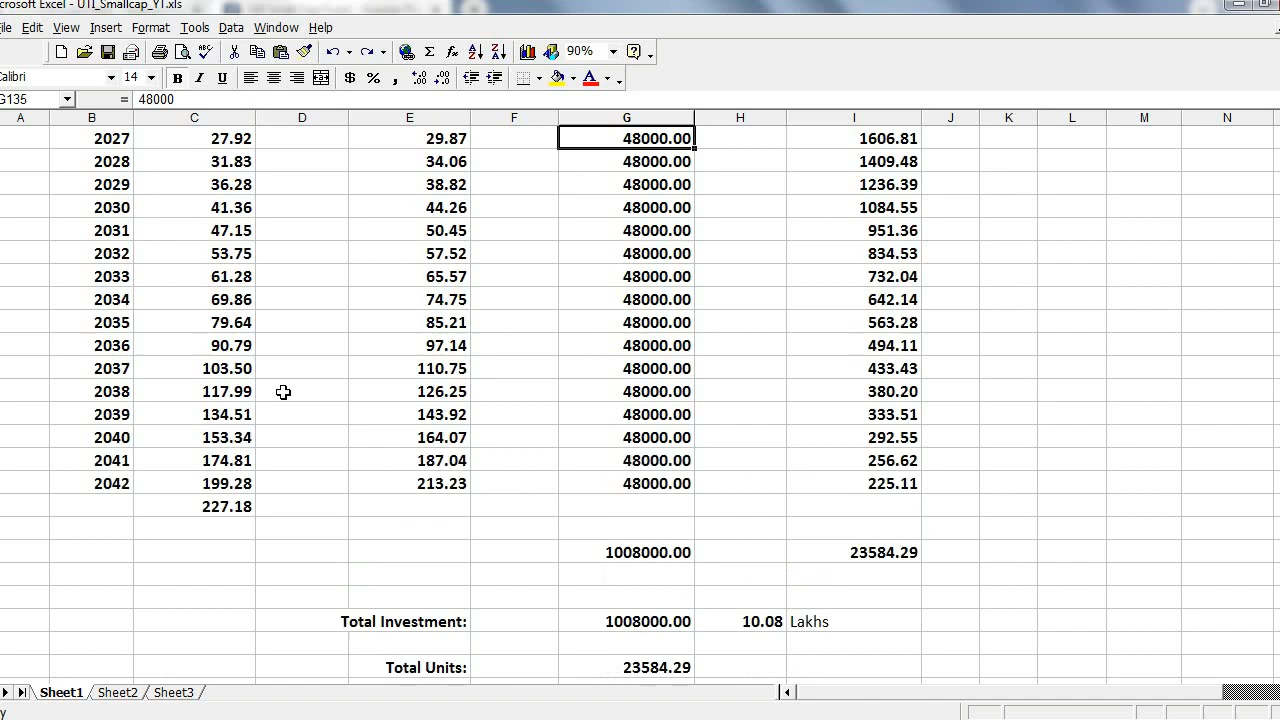 icrosoft Excel - UTI_Smallcap_YT.xls
ile Edit View Insert Format Tools Data Window Help
90%
Calibri 14 B I U $ % ,
G135 = 48000
A B C D E F G H I J K L M N
2027 27.92 29.87 48000.00 1606.81
2028 31.83 34.06 48000.00 1409.48
2029 36.28 38.82 48000.00 1236.39
2030 41.36 44.26 48000.00 1084.55
2031 47.15 50.45 48000.00 951.36
2032 53.75 57.52 48000.00 834.53
2033 61.28 65.57 48000.00 732.04
2034 69.86 74.75 48000.00 642.14
2035 79.64 85.21 48000.00 563.28
2036 90.79 97.14 48000.00 494.11
2037 103.50 110.75 48000.00 433.43
2038 117.99 126.25 48000.00 380.20
2039 134.51 143.92 48000.00 333.51
2040 153.34 164.07 48000.00 292.55
2041 174.81 187.04 48000.00 256.62
2042 199.28 213.23 48000.00 225.11
227.18
1008000.00 23584.29
Total Investment: 1008000.00 10.08 Lakhs
Total Units: 23584.29
Sheet1 Sheet2 Sheet3